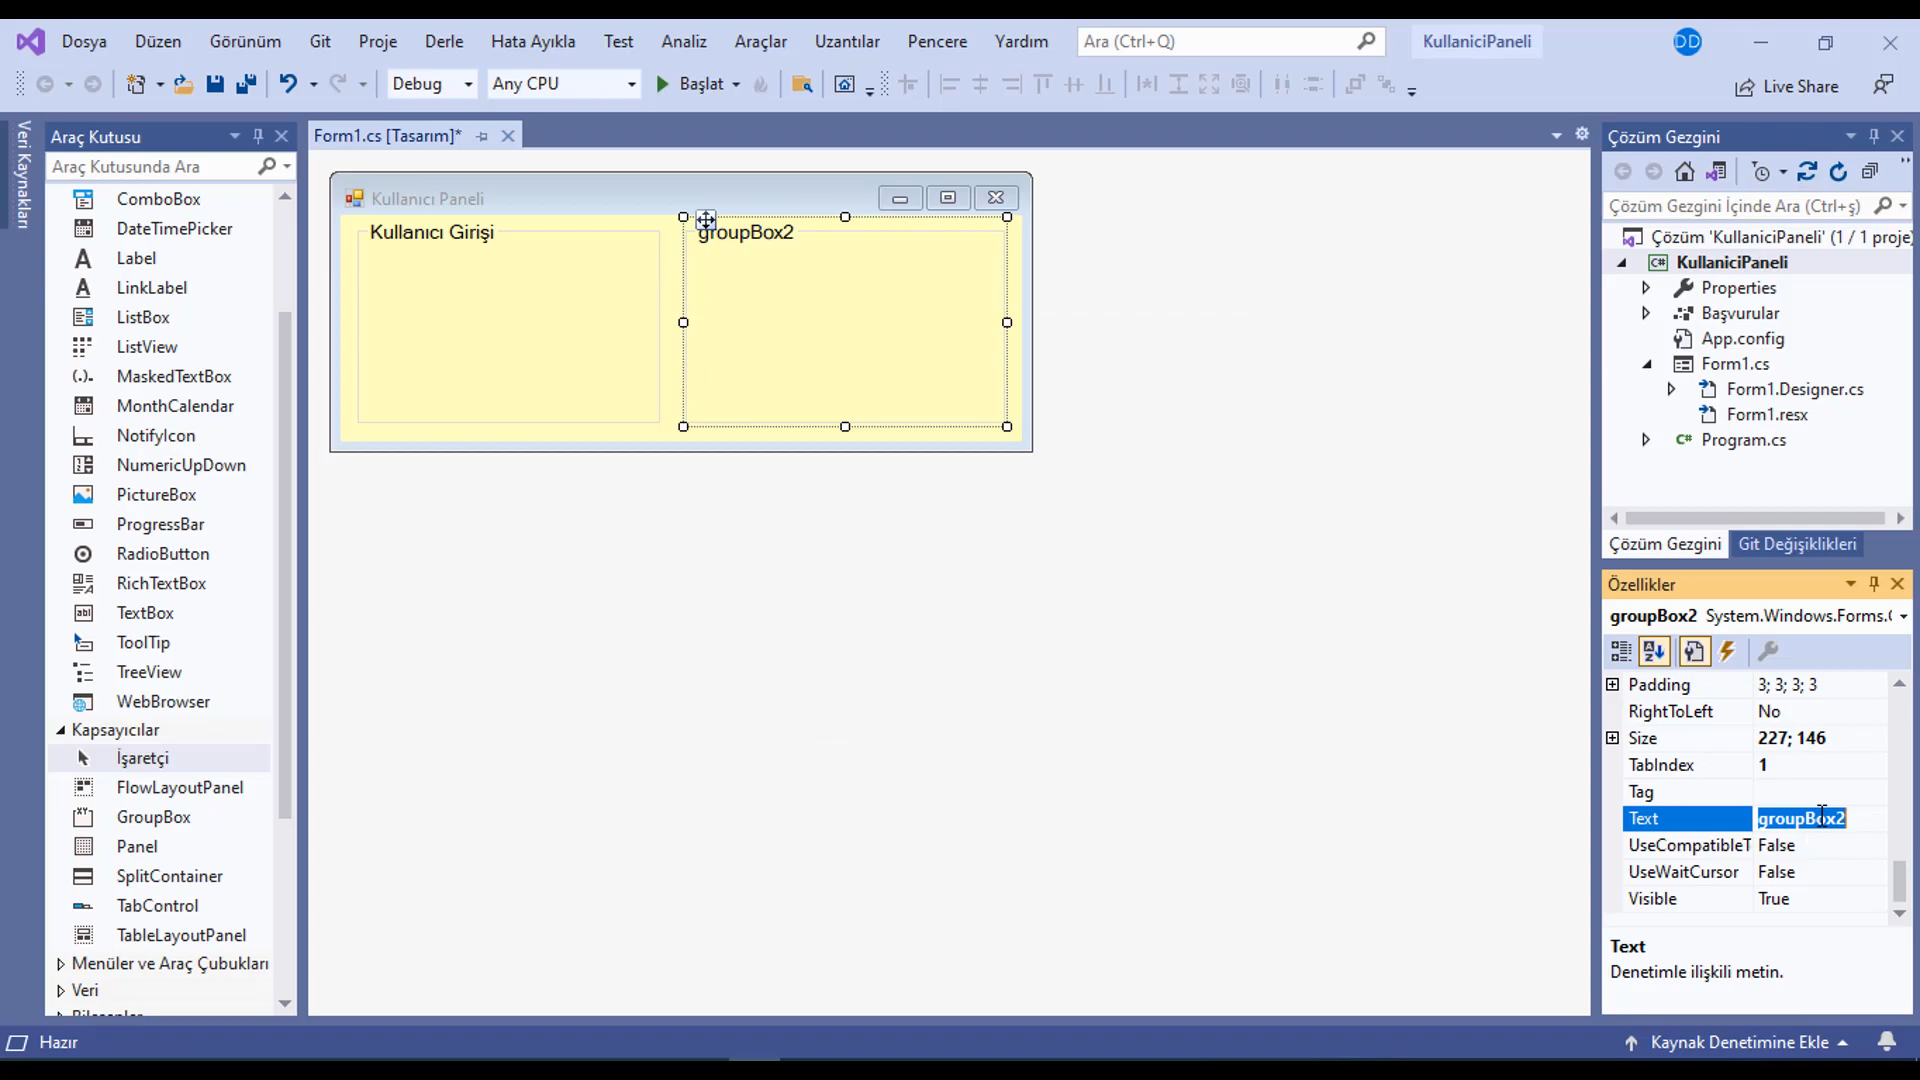 Dosya Düzen Görünüm Git Proje Derle Hata Ayıkla Test Analiz Araçlar Uzantılar Pencere Yardım Ara (Ctrl+Q) KullaniciPaneli DD
Debug Any CPU Başlat Live Share
Veri Kaynakları
Araç Kutusu
Araç Kutusunda Ara
ComboBox
DateTimePicker
Label
LinkLabel
ListBox
ListView
MaskedTextBox
MonthCalendar
NotifyIcon
NumericUpDown
PictureBox
ProgressBar
RadioButton
RichTextBox
TextBox
ToolTip
TreeView
WebBrowser
Kapsayıcılar
İşaretçi
FlowLayoutPanel
GroupBox
Panel
SplitContainer
TabControl
TableLayoutPanel
Menüler ve Araç Çubukları
Veri
Form1.cs [Tasarım]*
Kullanıcı Paneli
Kullanıcı Girişi
groupBox2
Çözüm Gezgini
Çözüm Gezgini İçinde Ara (Ctrl+ş)
Çözüm 'KullaniciPaneli' (1 / 1 proje)
KullaniciPaneli
Properties
Başvurular
App.config
Form1.cs
Form1.Designer.cs
Form1.resx
Program.cs
Çözüm Gezgini Git Değişiklikleri
Özellikler
groupBox2 System.Windows.Forms.
Padding 3; 3; 3; 3
RightToLeft No
Size 227; 146
TabIndex 1
Tag
Text groupBox2
UseCompatibleT False
UseWaitCursor False
Visible True
Text
Denetimle ilişkili metin.
Hazır
Kaynak Denetimine Ekle